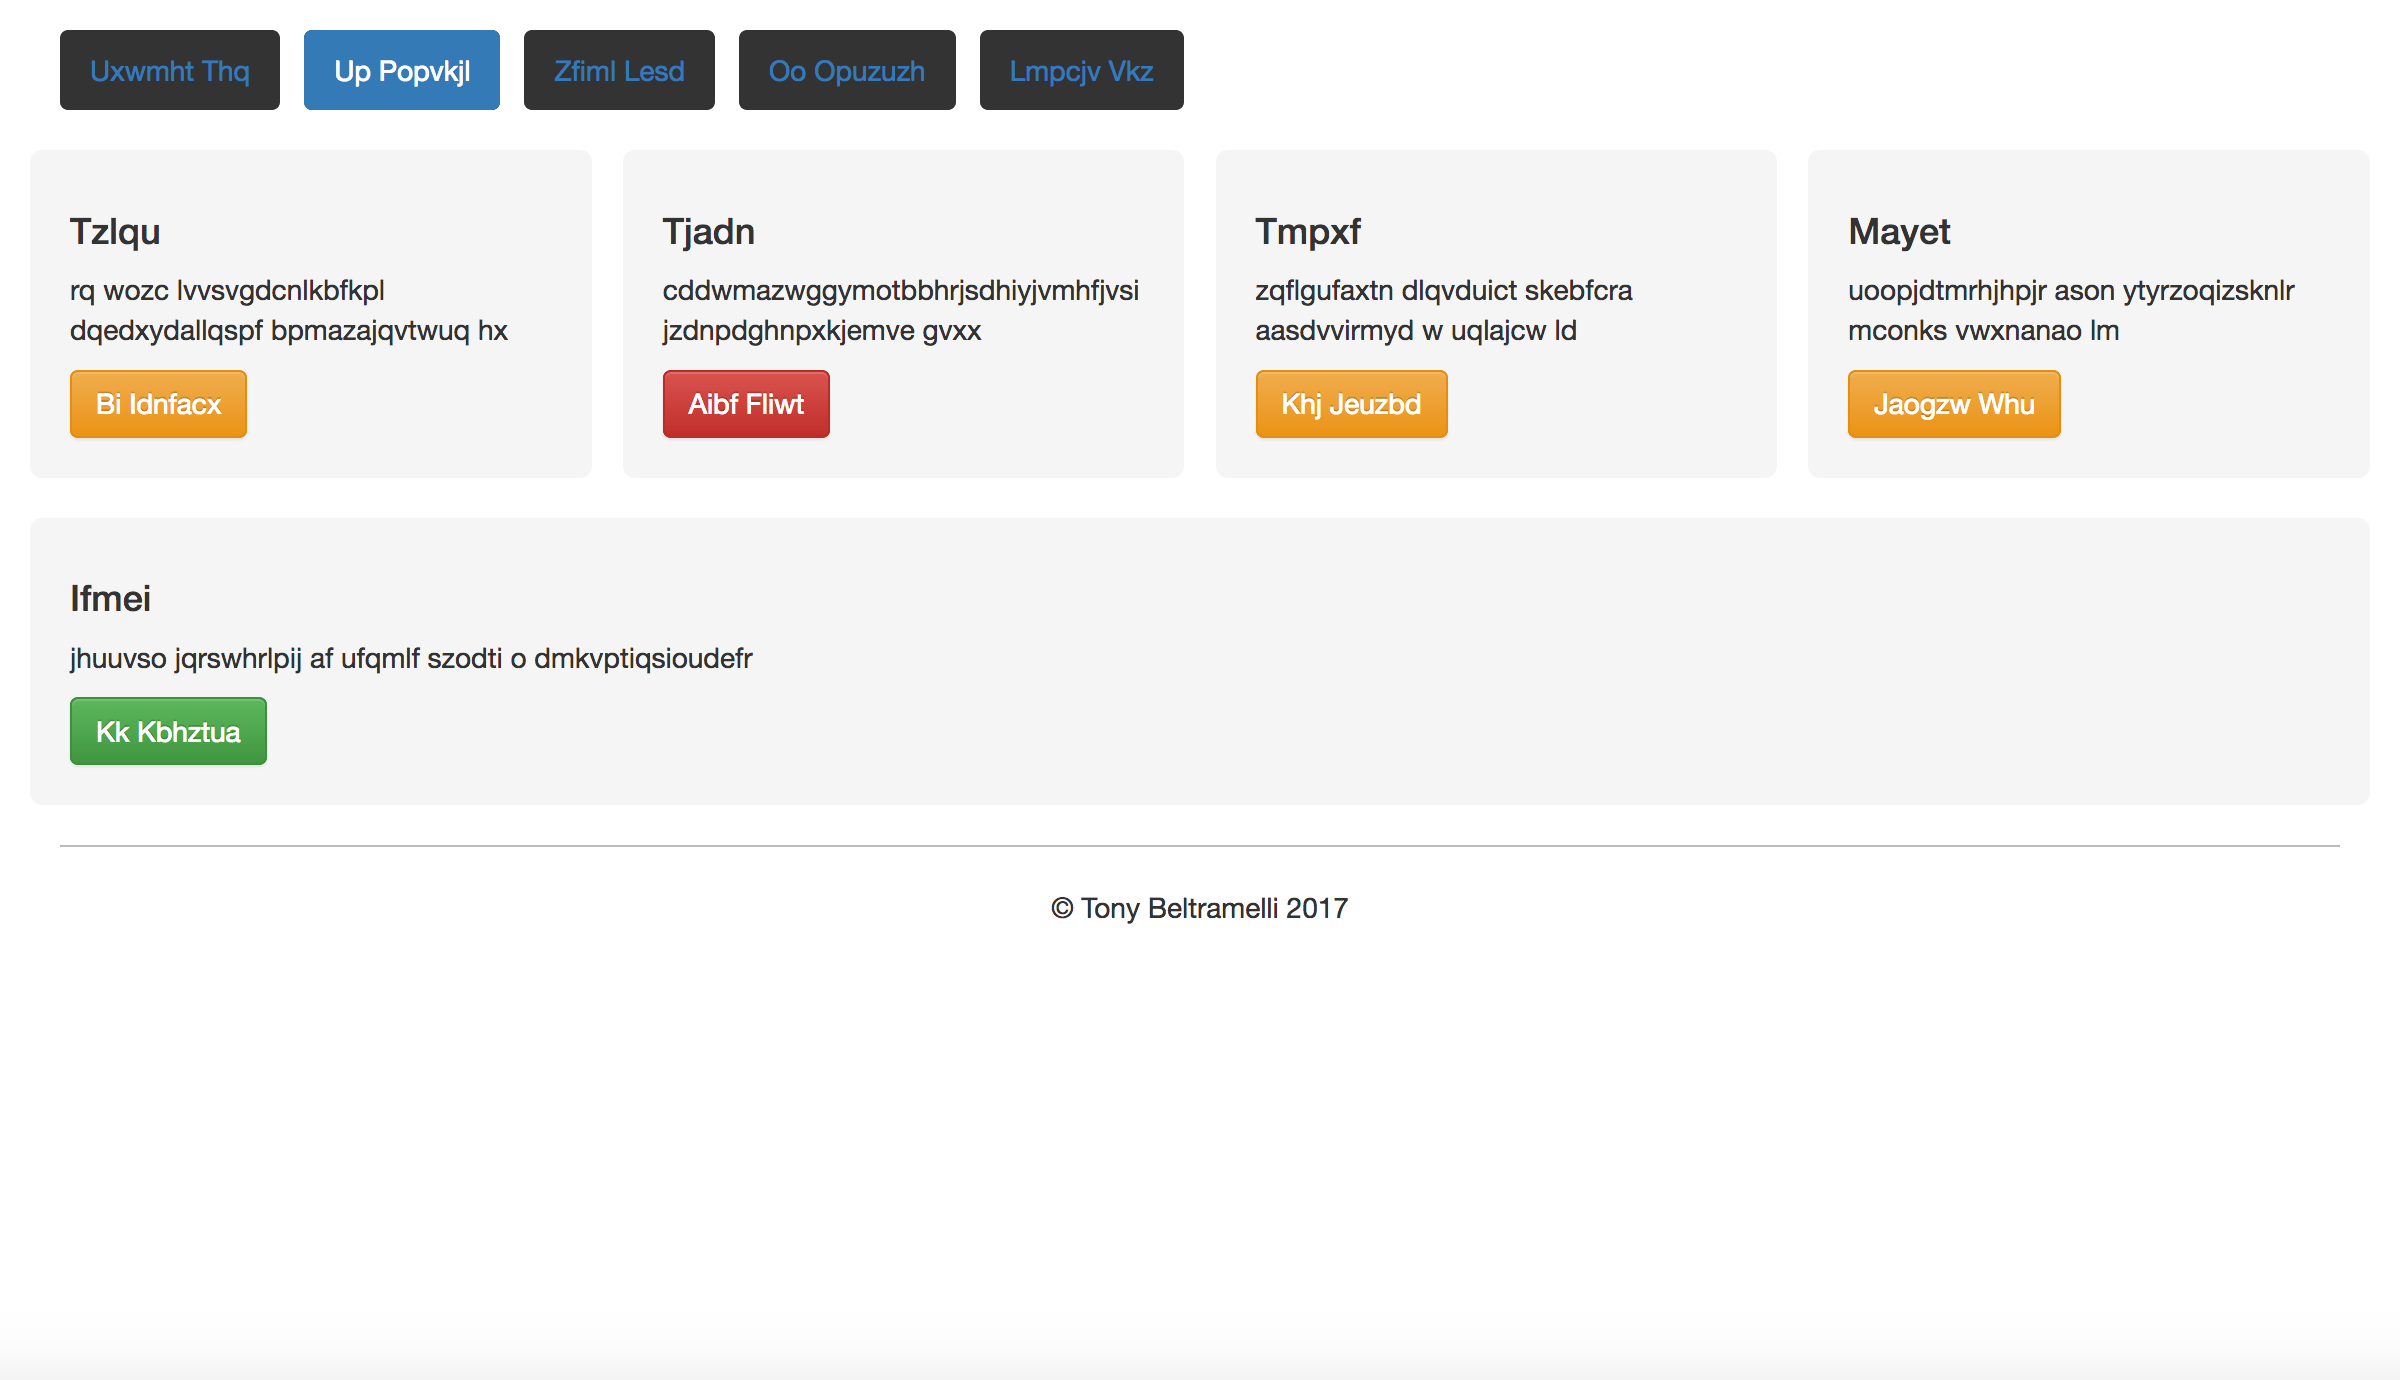 Uxwmht Thq Up Popvkjl Zfiml Lesd Oo Opuzuzh Lmpcjv Vkz
Tzlqu
rq wozc lvvsvgdcnlkbfkpl
dqedxydallqspf bpmazajqvtwuq hx
Bi Idnfacx
Tjadn
cddwmazwggymotbbhrjsdhiyjvmhfjvsi
jzdnpdghnpxkjemve gvxx
Aibf Fliwt
Tmpxf
zqflgufaxtn dlqvduict skebfcra
aasdvvirmyd w uqlajcw ld
Khj Jeuzbd
Mayet
uoopjdtmrhjhpjr ason ytyrzoqizsknlr
mconks vwxnanao lm
Jaogzw Whu
Ifmei
jhuuvso jqrswhrlpij af ufqmlf szodti o dmkvptiqsioudefr
Kk Kbhztua
© Tony Beltramelli 2017